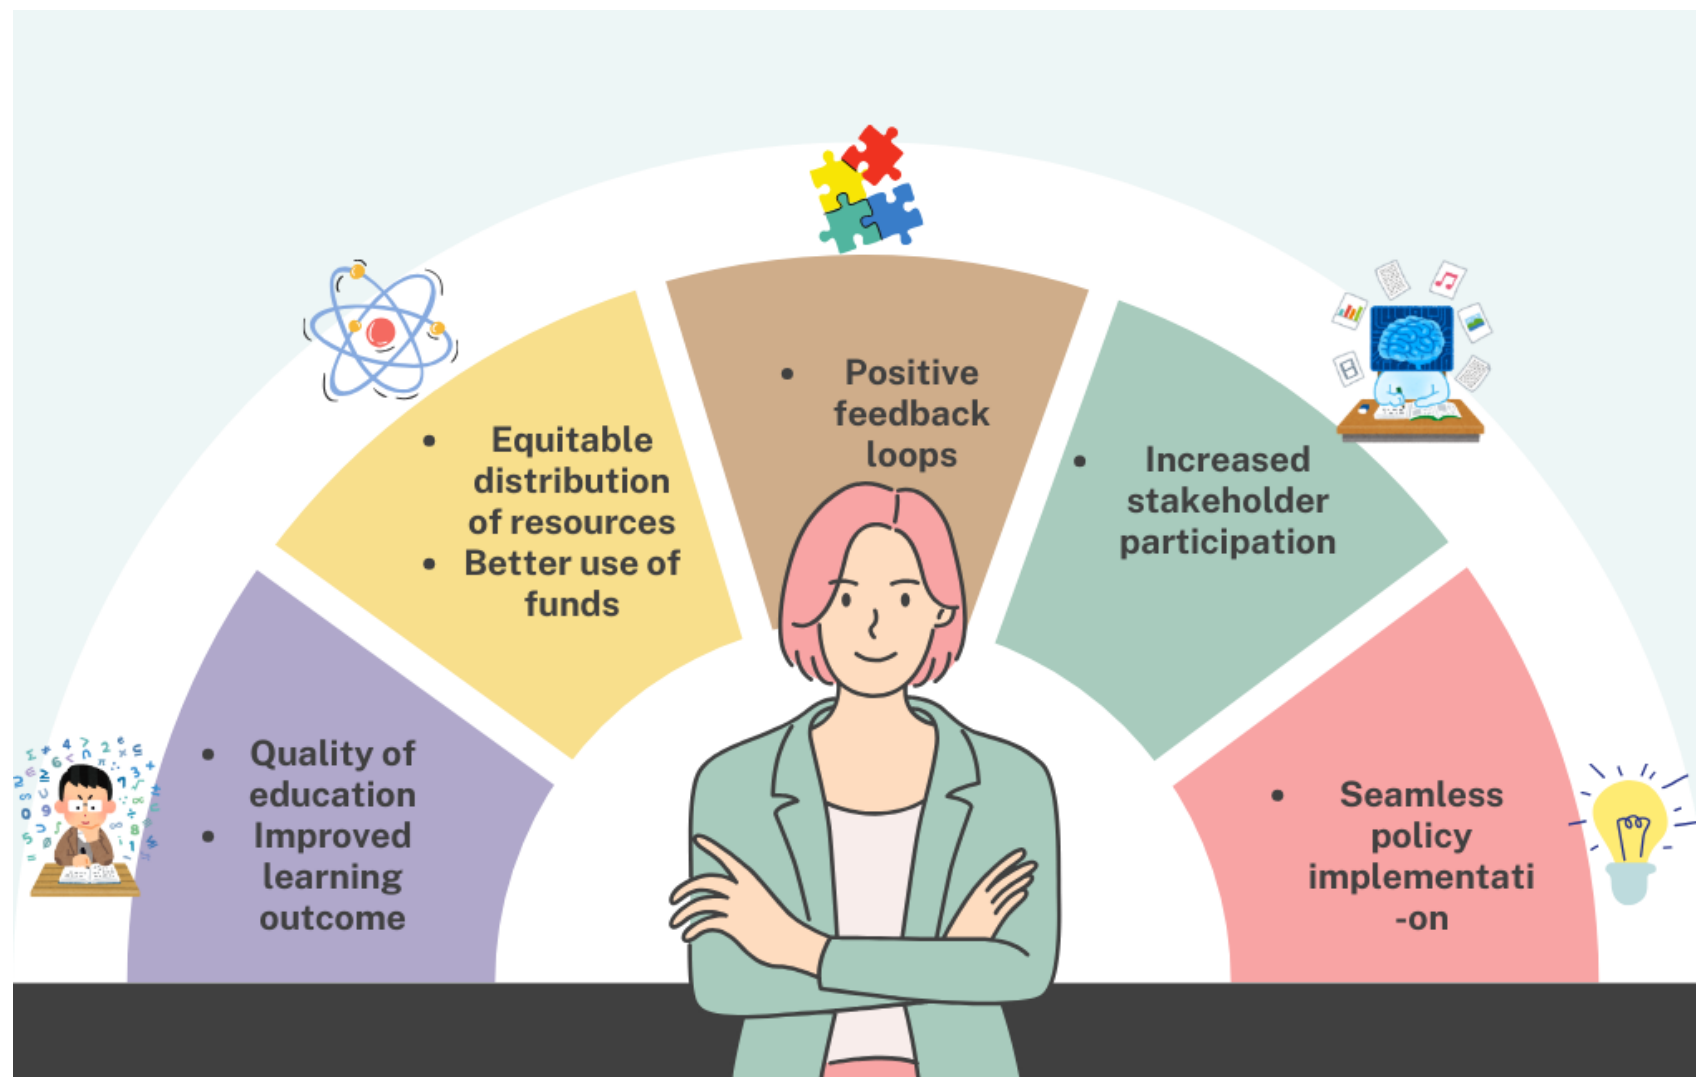 • Quality of
education
• Improved
learning
outcome
• Equitable
distribution
of resources
• Better use of
funds
• Positive
feedback
loops
• Increased
stakeholder
participation
• Seamless
policy
implementati
-on